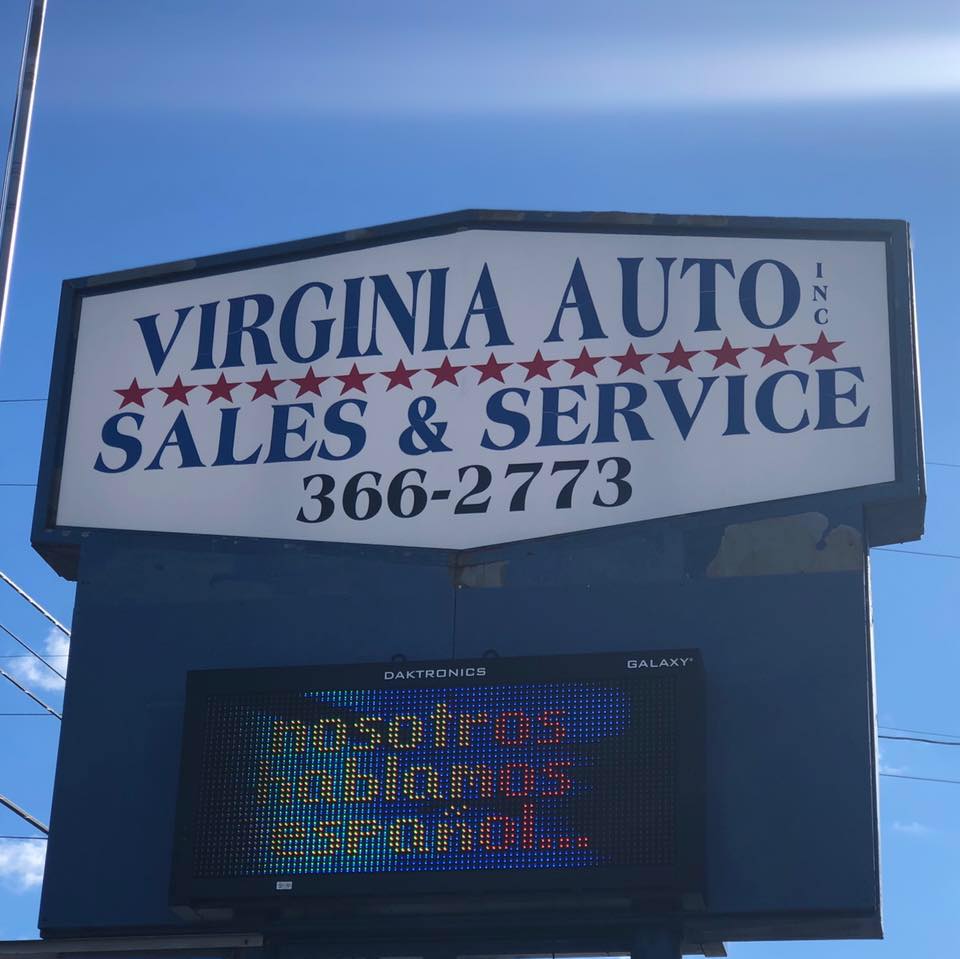 VIRGINIA AUTO INC
SALES & SERVICE
366-2773
DAKTRONICS GALAXY®
nosotros
hablamos
español...